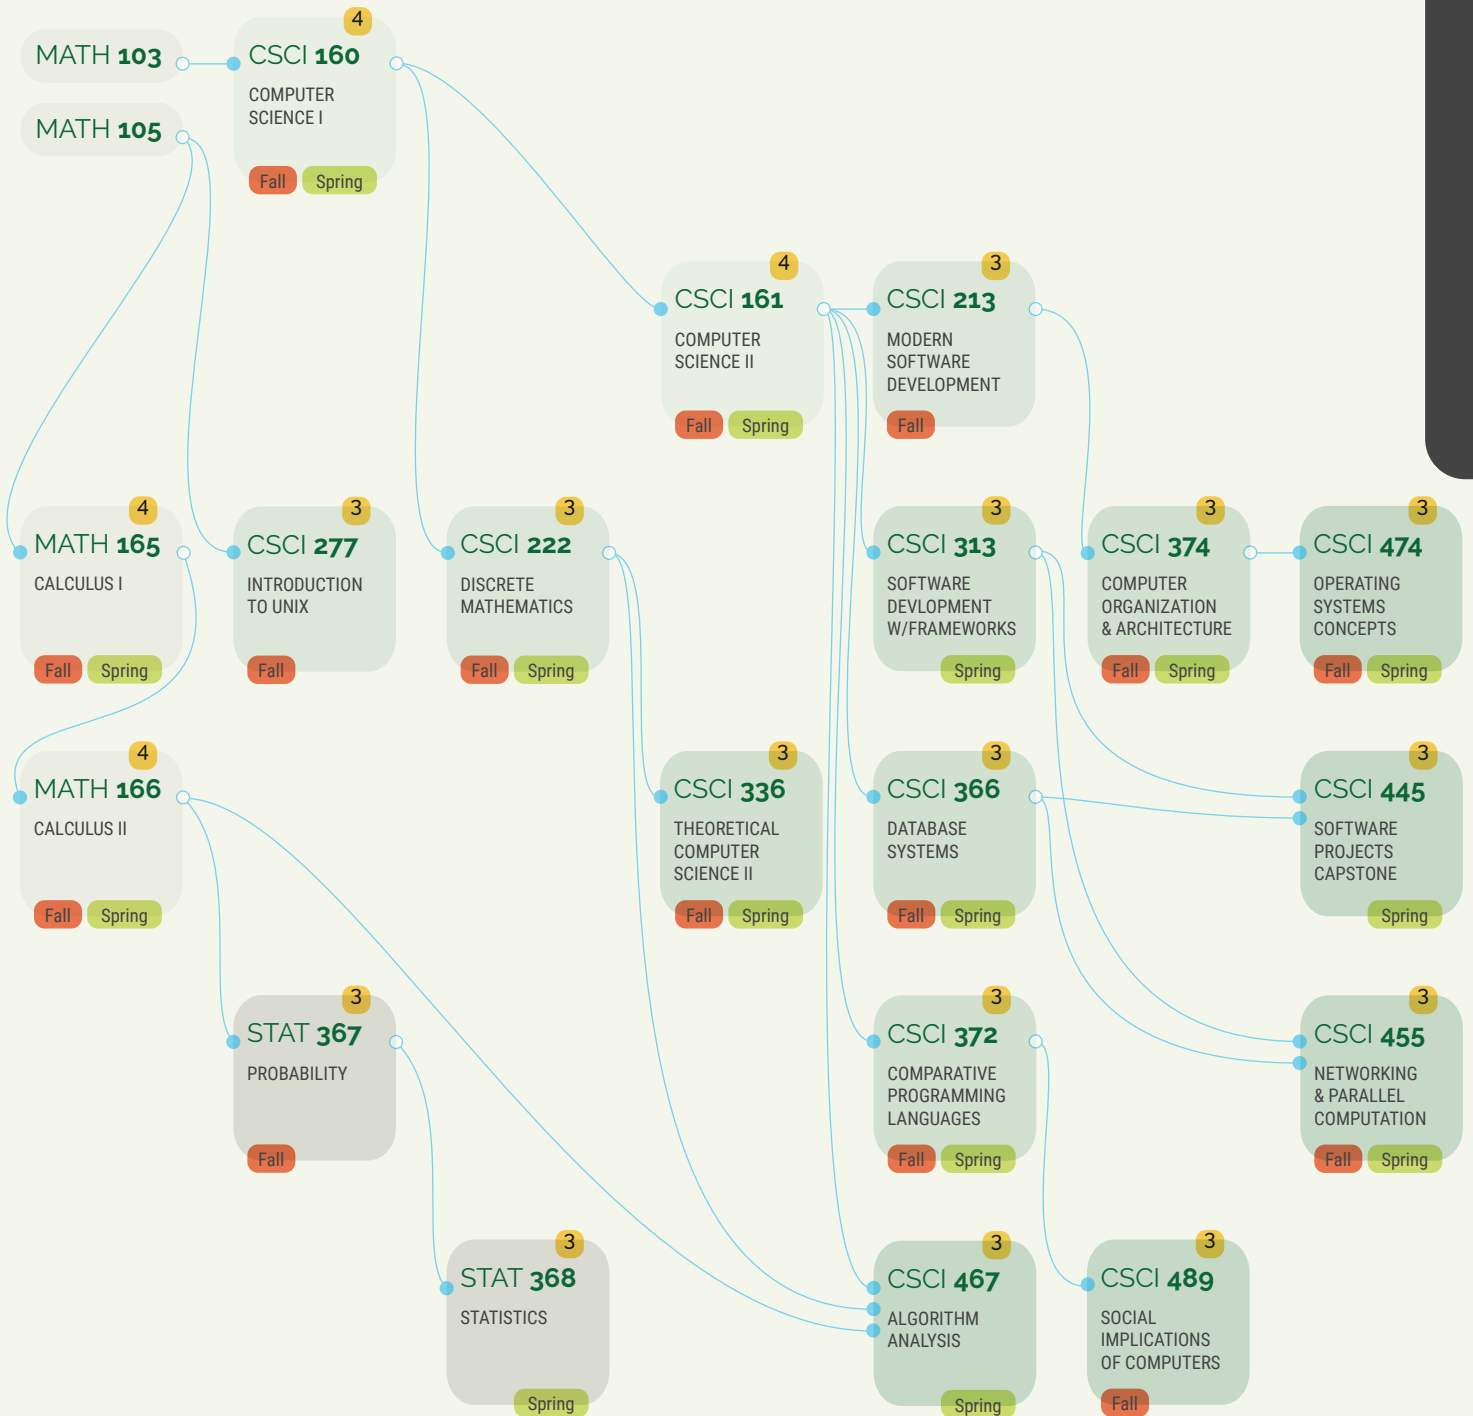 4
MATH 103
CSCI 160
COMPUTER
SCIENCE I
Fall Spring
MATH 105
4
CSCI 161
COMPUTER
SCIENCE II
Fall Spring
3
CSCI 213
MODERN
SOFTWARE
DEVELOPMENT
Fall
4
MATH 165
CALCULUS I
Fall Spring
3
CSCI 277
INTRODUCTION
TO UNIX
Fall
3
CSCI 222
DISCRETE
MATHEMATICS
Fall Spring
3
CSCI 313
SOFTWARE
DEVLOPMENT
W/FRAMEWORKS
Spring
3
CSCI 374
COMPUTER
ORGANIZATION
& ARCHITECTURE
Fall Spring
3
CSCI 474
OPERATING
SYSTEMS
CONCEPTS
Fall Spring
4
MATH 166
CALCULUS II
Fall Spring
3
CSCI 336
THEORETICAL
COMPUTER
SCIENCE II
Fall Spring
3
CSCI 366
DATABASE
SYSTEMS
Fall Spring
3
CSCI 445
SOFTWARE
PROJECTS
CAPSTONE
Spring
3
STAT 367
PROBABILITY
Fall
3
CSCI 372
COMPARATIVE
PROGRAMMING
LANGUAGES
Fall Spring
3
CSCI 455
NETWORKING
& PARALLEL
COMPUTATION
Fall Spring
3
STAT 368
STATISTICS
Spring
3
CSCI 467
ALGORITHM
ANALYSIS
Spring
3
CSCI 489
SOCIAL
IMPLICATIONS
OF COMPUTERS
Fall